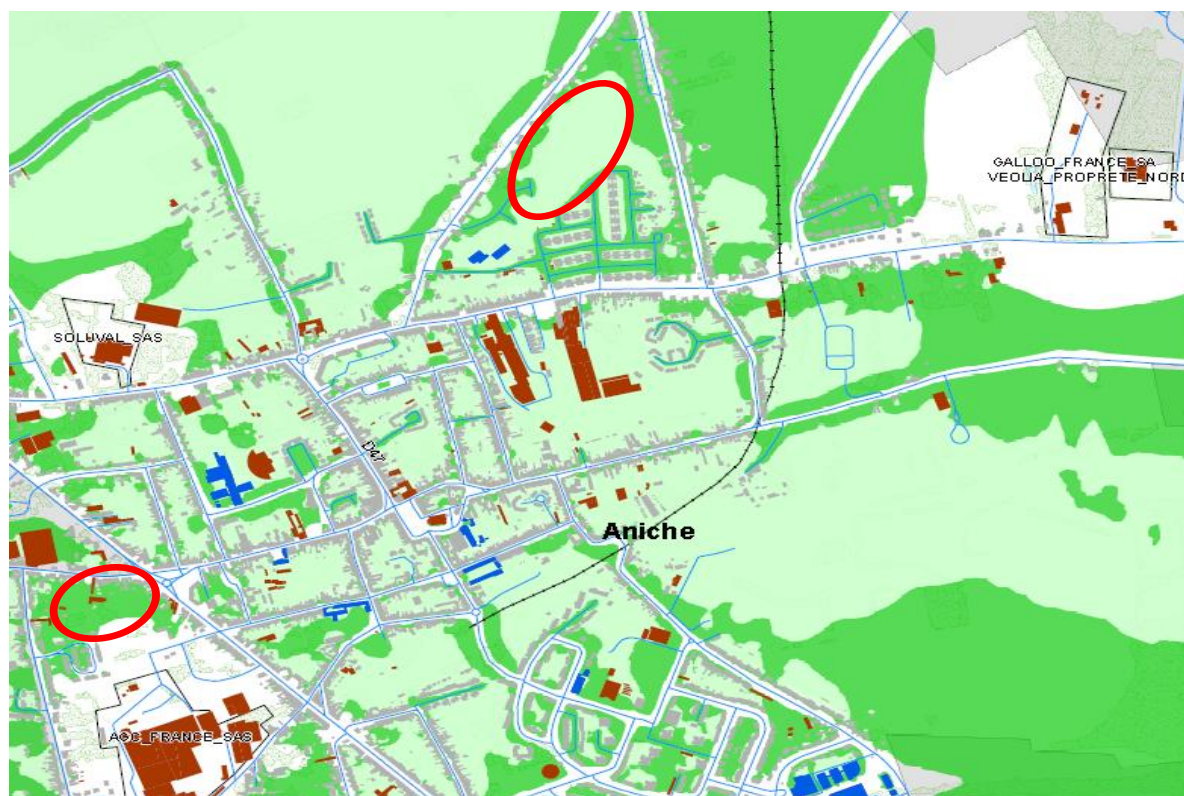 GALLOO_FRANCE_SA
VEOLIA_PROPRETE_NORD
SOLUVAL_SAS
D47
Aniche
AGC_FRANCE_SAS